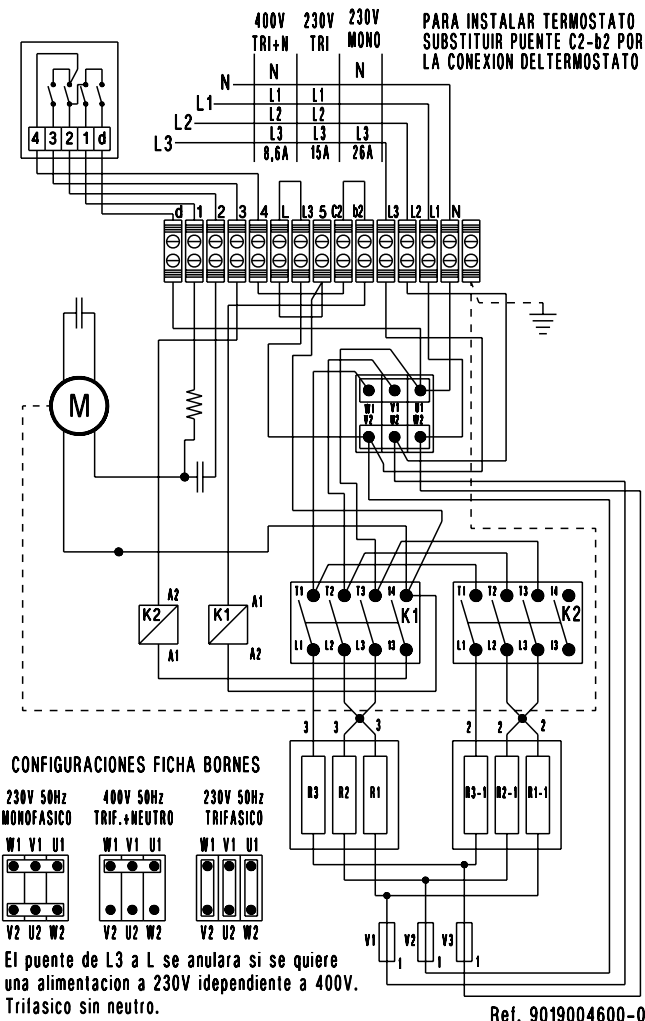 400V 230V 230V
TRI+N TRI MONO
PARA INSTALAR TERMOSTATO
SUBSTITUIR PUENTE C2-b2 POR
LA CONEXION DELTERMOSTATO
N N N
L1 L1 L1
L2 L2 L2
L3 L3 L3 L3
8,6A 15A 26A
4 3 2 1 d
d 1 2 3 4 L L3 5 C2 b2 L3 L2 L1 N
M
W1 V1 U1
V2 U2 W2
T1 T2 T3 14 T1 T2 T3 14
A2 A1
K2 K1 K1 K2
A1 A2
L1 L2 L3 13 L1 L2 L3 13
3 3 3 2 2 2
R3 R2 R1 R3-1 R2-1 R1-1
CONFIGURACIONES FICHA BORNES
230V 50Hz 400V 50Hz 230V 50Hz
MONOFASICO TRIF.+NEUTRO TRIFASICO
W1 V1 U1 W1 V1 U1 W1 V1 U1
V2 U2 W2 V2 U2 W2 V2 U2 W2
V1 V2 V3
1 1 1
El puente de L3 a L se anulara si se quiere
una alimentacion a 230V idependiente a 400V.
Trifasico sin neutro.
Ref. 9019004600-0